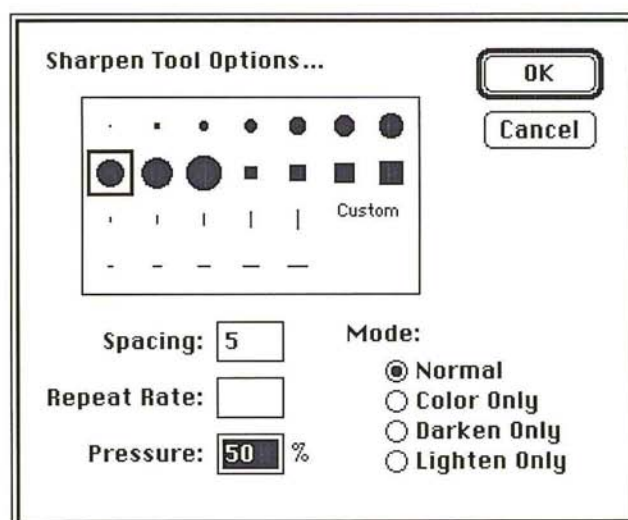 Sharpen Tool Options...
OK
Cancel
Custom
Spacing: 5
Repeat Rate:
Pressure: 50 %
Mode:
Normal
Color Only
Darken Only
Lighten Only